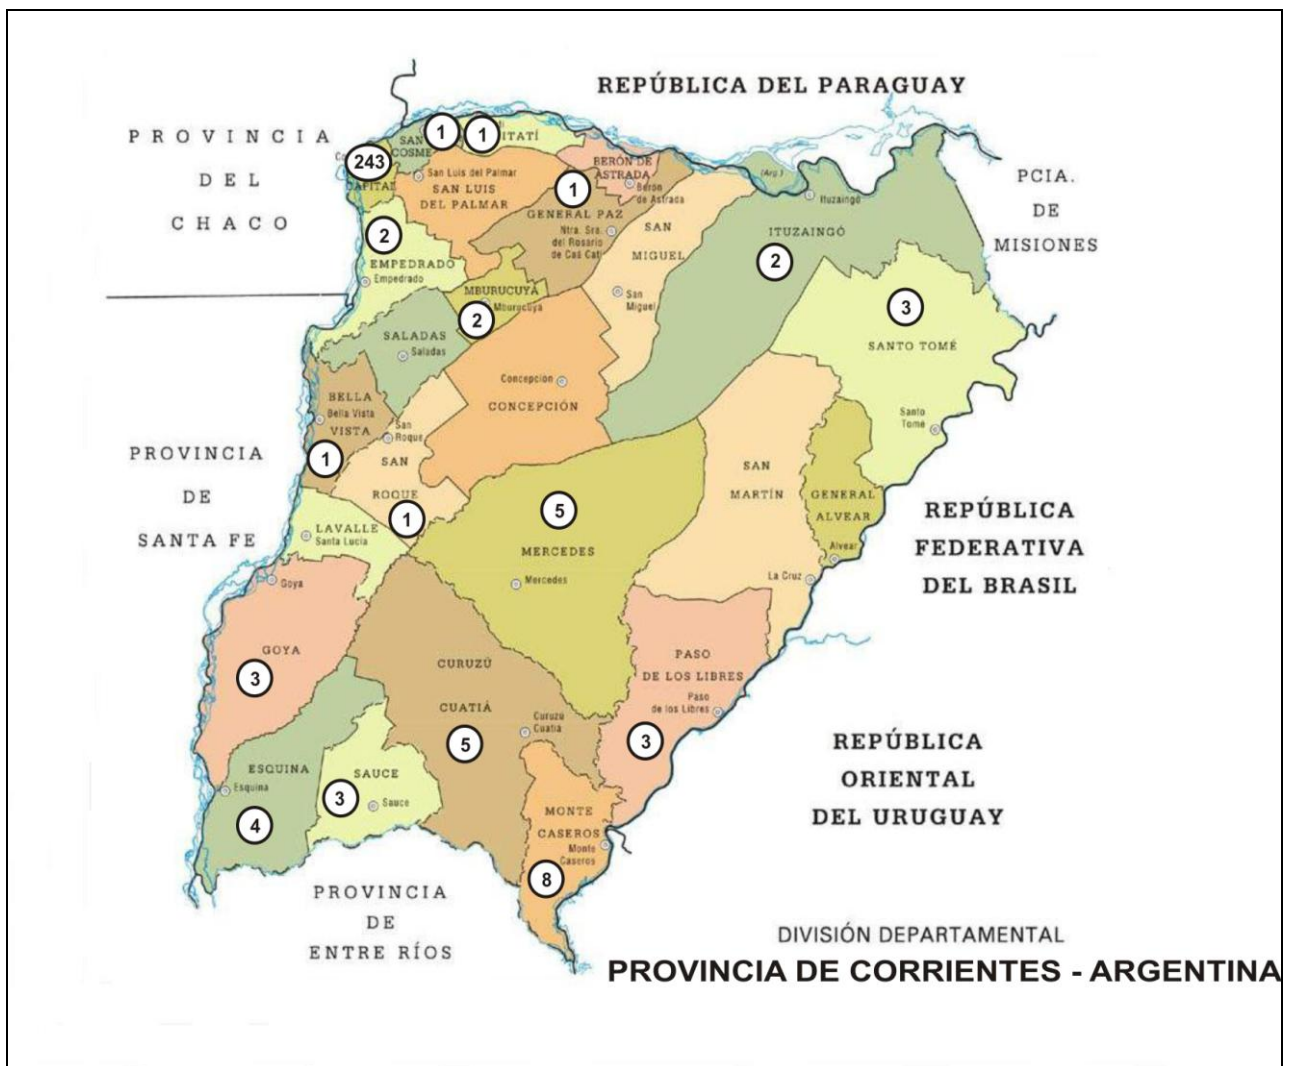 REPÚBLICA DEL PARAGUAY
PROVINCIA
DEL
CHACO
PCIA.
DE
MISIONES
1
1
ITATÍ
SAN
COSME
243
CAPITAL
San Luis del Palmar
SAN LUIS
DEL PALMAR
BERÓN DE
ASTRADA
Berón
de Astrada
1
GENERAL PAZ
Ntra. Sra.
del Rosario
de Caá Catí
SAN
MIGUEL
San
Miguel
(Arg.)
Ituzaingó
ITUZAINGÓ
2
2
EMPEDRADO
Empedrado
MBURUCUYÁ
Mburucuya
2
3
SANTO TOMÉ
Santo
Tomé
SALADAS
Saladas
Concepción
CONCEPCIÓN
BELLA
Bella Vista
VISTA
1
San
Roque
SAN
ROQUE
1
PROVINCIA
DE
SANTA FE
LAVALLE
Santa Lucía
5
MERCEDES
Mercedes
SAN
MARTÍN
La Cruz
GENERAL
ALVEAR
Alvear
REPÚBLICA
FEDERATIVA
DEL BRASIL
Goya
GOYA
3
CURUZÚ
CUATIÁ
Curuzú
Cuatiá
5
PASO
DE LOS LIBRES
Paso
de los Libres
3
ESQUINA
Esquina
4
SAUCE
3
Sauce
MONTE
CASEROS
Monte
Caseros
8
REPÚBLICA
ORIENTAL
DEL URUGUAY
PROVINCIA
DE
ENTRE RÍOS
DIVISIÓN DEPARTAMENTAL
PROVINCIA DE CORRIENTES - ARGENTINA